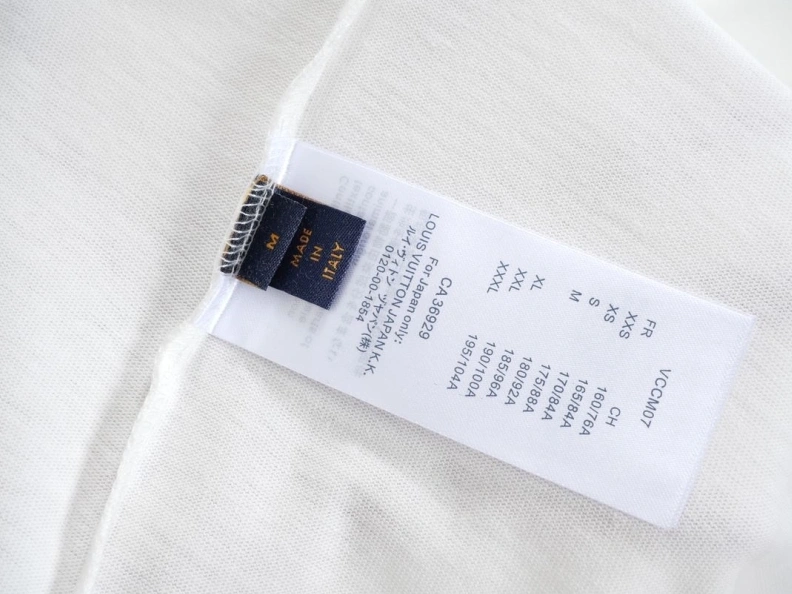 M
MADE
IN
ITALY
VCCM07
FR CH
XXS 160/76A
XS 165/84A
S 170/84A
M 175/88A
XL 180/92A
XXL 185/96A
XXXL 190/100A
195/104A
CA36929
For Japan only:
LOUIS VUITTON JAPAN K.K.
ルイ・ヴィトン ジャパン(株)
0120-00-1854